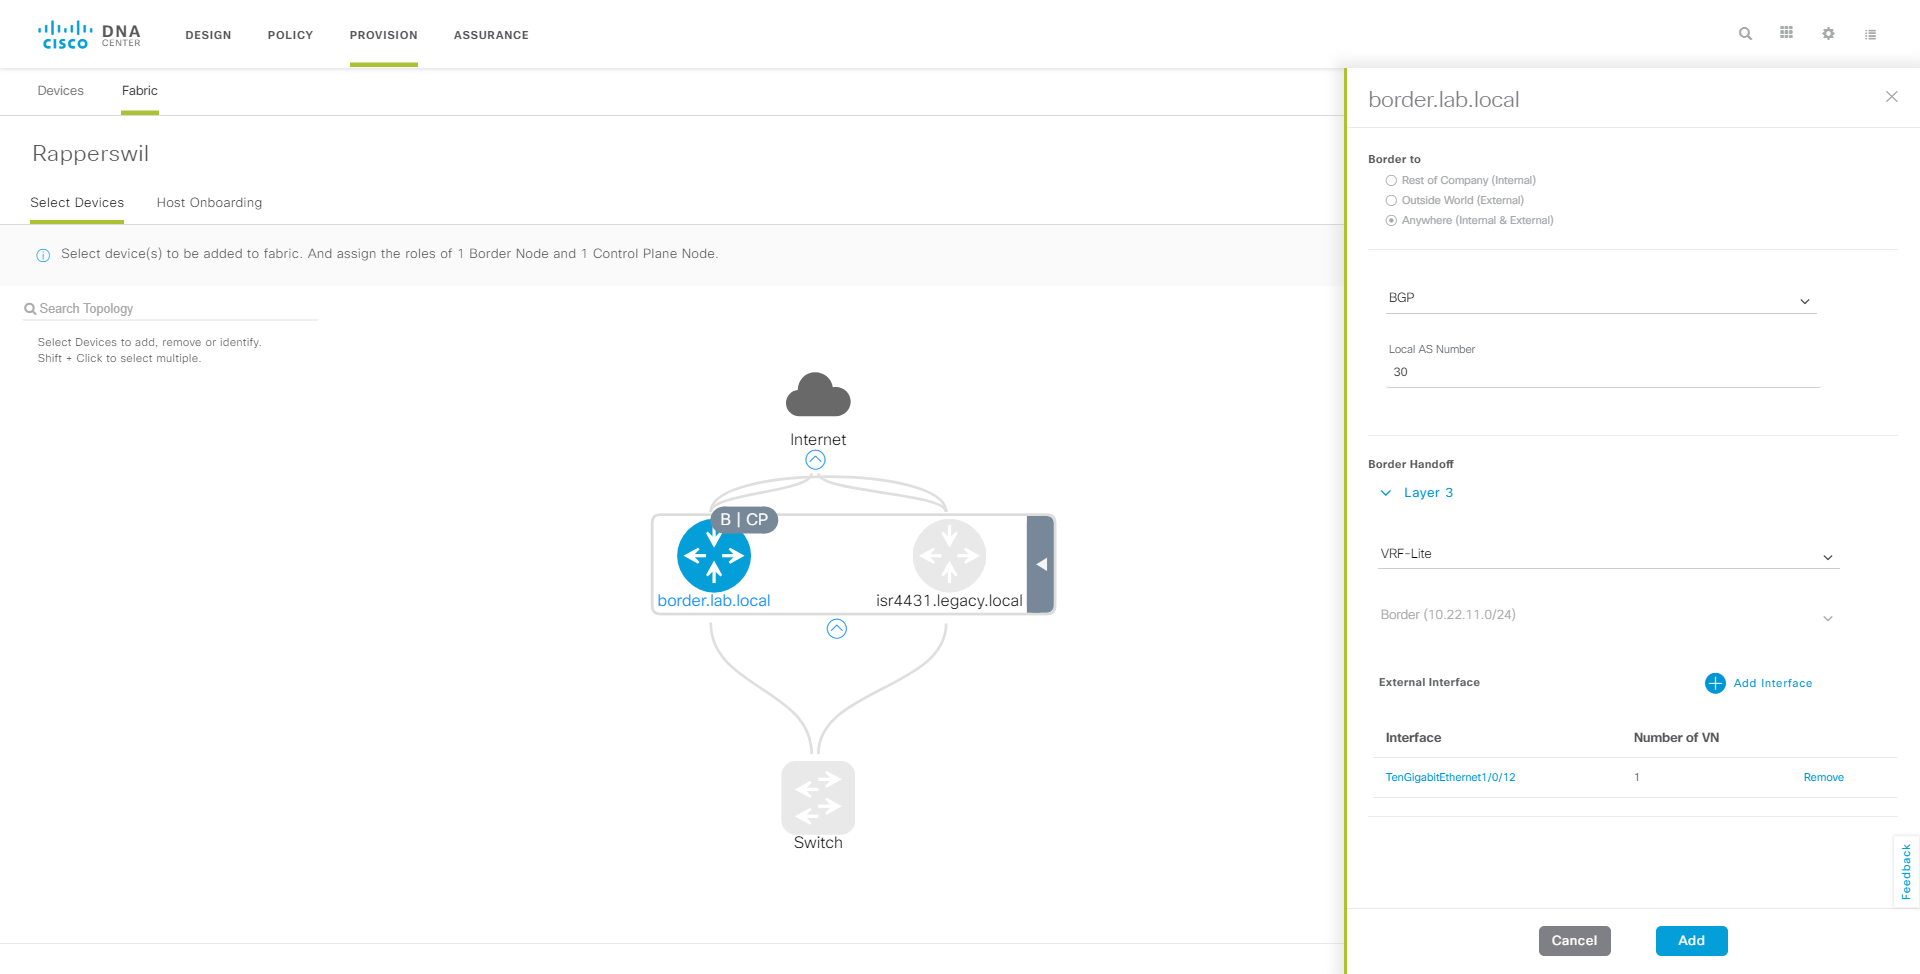 CISCO
DNA
CENTER
DESIGN
POLICY
PROVISION
ASSURANCE
Devices
Fabric
Rapperswil
Select Devices
Host Onboarding
Select device(s) to be added to fabric. And assign the roles of 1 Border Node and 1 Control Plane Node.
Search Topology
Select Devices to add, remove or identify.
Shift + Click to select multiple.
Internet
B | CP
border.lab.local
isr4431.legacy.local
Switch
border.lab.local
Border to
Rest of Company (Internal)
Outside World (External)
Anywhere (Internal & External)
BGP
Local AS Number
30
Border Handoff
Layer 3
VRF-Lite
Border (10.22.11.0/24)
External Interface
Add Interface
Interface
Number of VN
TenGigabitEthernet1/0/12
1
Remove
Feedback
Cancel
Add